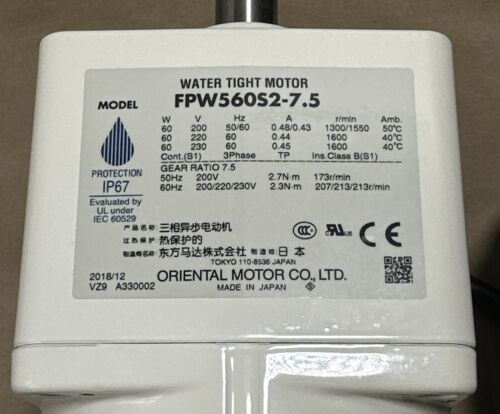 WATER TIGHT MOTOR
MODEL FPW560S2-7.5
W V Hz A r/min Amb.
60 200 50/60 0.48/0.43 1300/1550 50°C
60 220 60 0.44 1600 40°C
60 230 60 0.45 1600 40°C
Cont.(S1) 3Phase TP Ins.Class B(S1)
GEAR RATIO 7.5
50Hz 200V 2.7N·m 173r/min
60Hz 200/220/230V 2.3N·m 207/213/213r/min
PROTECTION
IP67
Evaluated by
UL under
IEC 60529
产品名称: 三相异步电动机
过热保护: 热保护的
制造商名称: 东方马达株式会社 制造地: 日本
TOKYO 110-8536 JAPAN
CCC c UL US CE
2018/12
VZ9 A330002
ORIENTAL MOTOR CO., LTD.
MADE IN JAPAN S